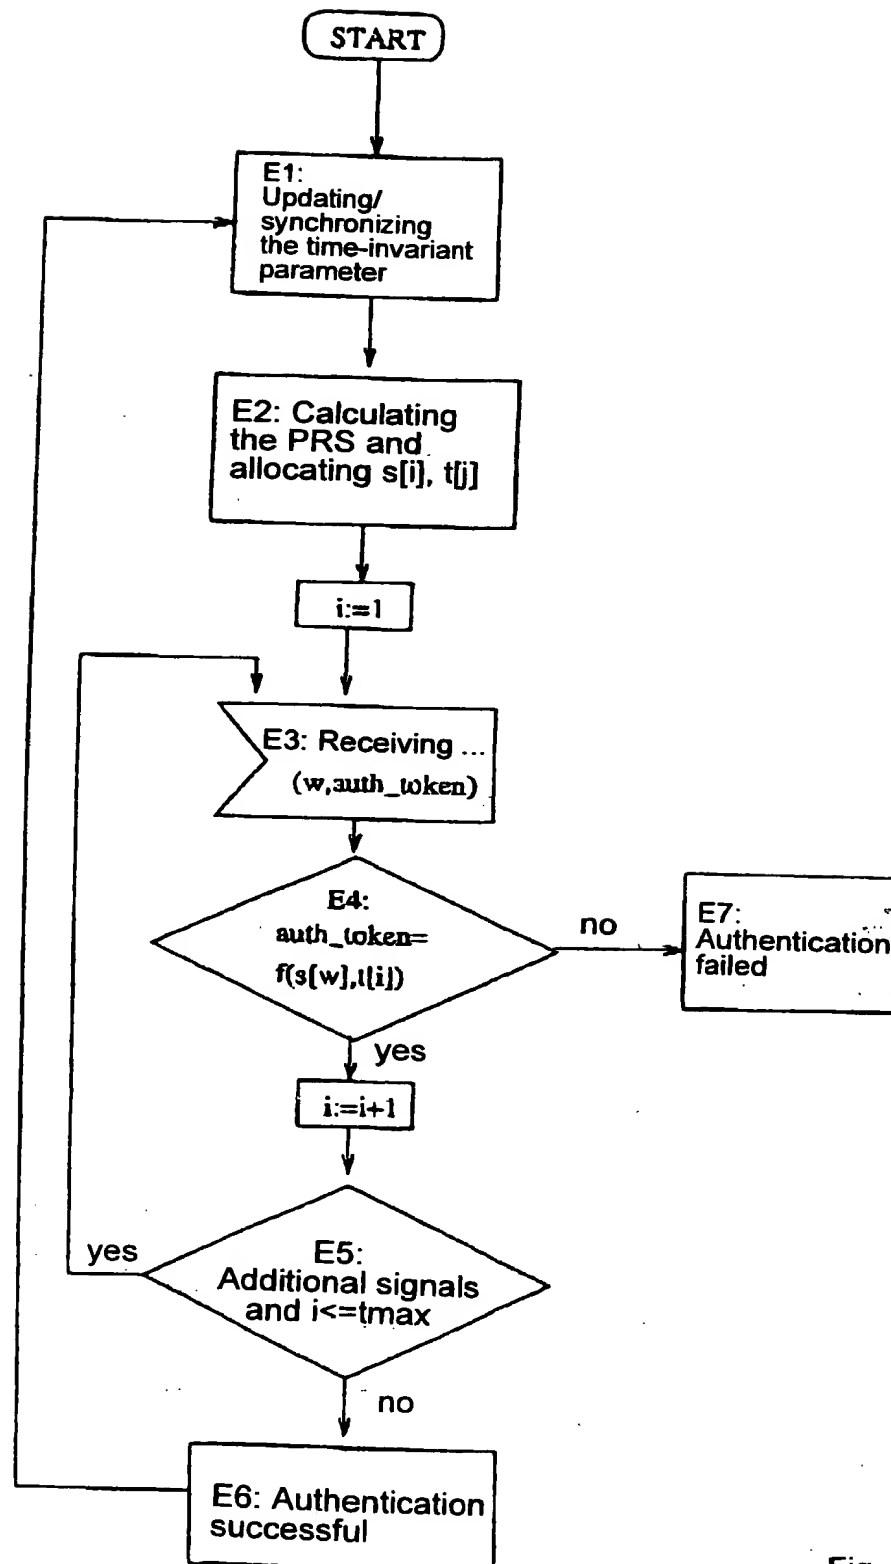 START
E1:
Updating/
synchronizing
the time-invariant
parameter
E2: Calculating
the PRS and
allocating s[i], t[j]
i:=1
E3: Receiving ...
(w,auth_token)
E4:
auth_token=
f(s[w],t[i])
no
E7:
Authentication
failed
yes
i:=i+1
yes
E5:
Additional signals
and i<=tmax
no
E6: Authentication
successful